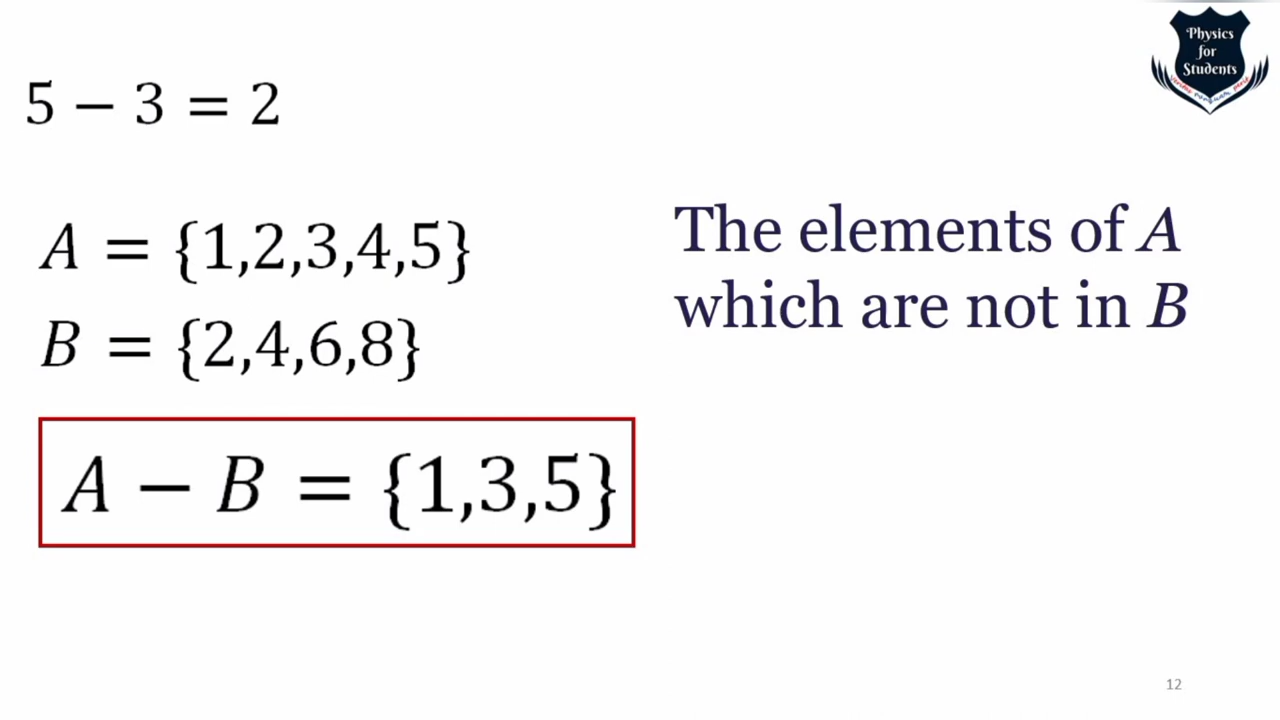 Physics
for
Students
5 − 3 = 2
A = {1,2,3,4,5}
B = {2,4,6,8}
A − B = {1,3,5}
The elements of A
which are not in B
12